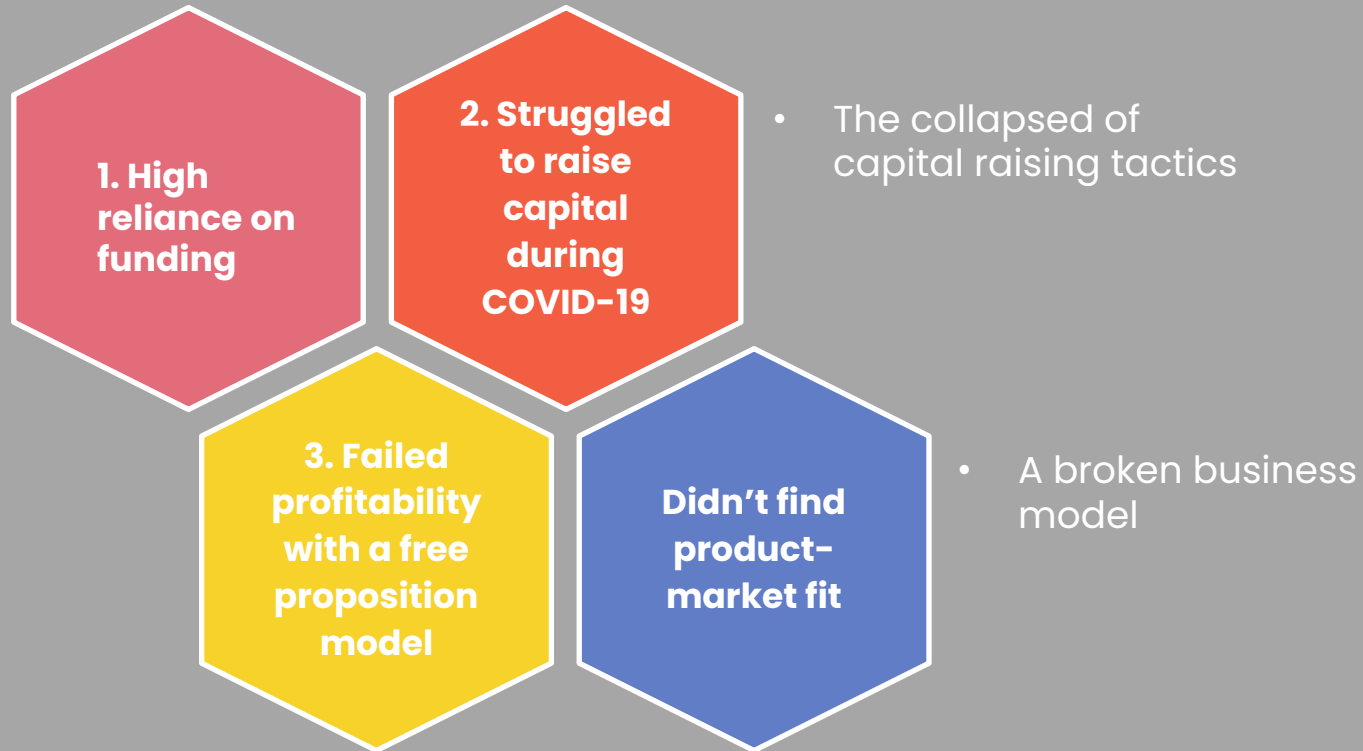 1. High
reliance on
funding
2. Struggled
to raise
capital
during
COVID-19
• The collapsed of
capital raising tactics
3. Failed
profitability
with a free
proposition
model
Didn’t find
product-
market fit
• A broken business
model